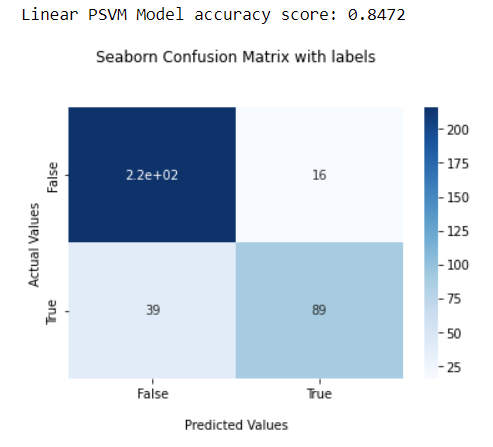 Linear PSVM Model accuracy score: 0.8472
Seaborn Confusion Matrix with labels
False
True
Actual Values
2.2e+02
16
39
89
False
True
Predicted Values
200
175
150
125
100
75
50
25